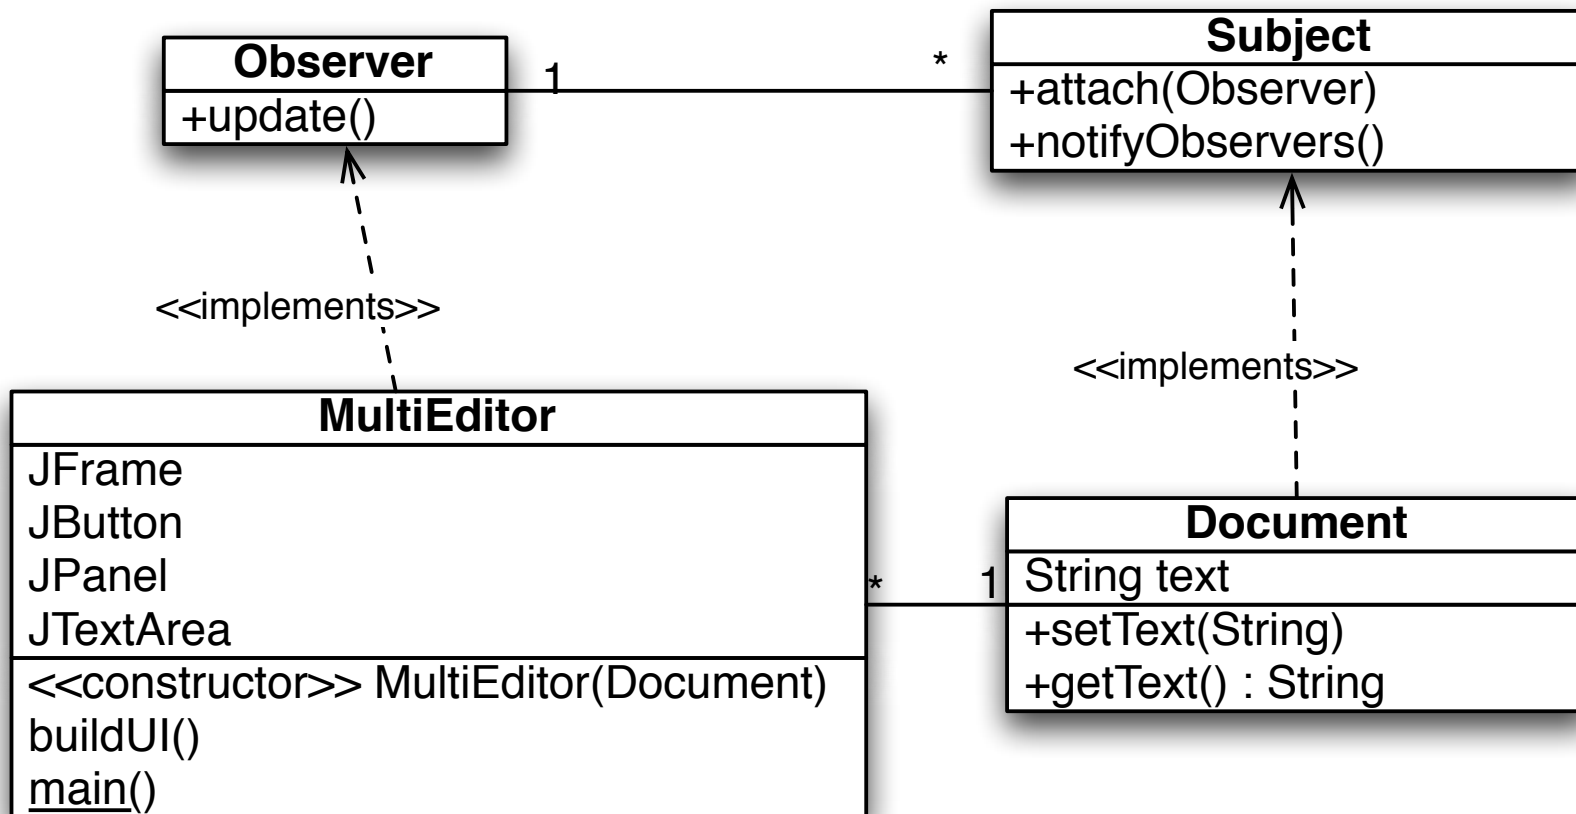 Observer
+update()
1
*
Subject
+attach(Observer)
+notifyObservers()
<<implements>>
<<implements>>
MultiEditor
JFrame
JButton
JPanel
JTextArea
<<constructor>> MultiEditor(Document)
buildUI()
main()
*
1
Document
String text
+setText(String)
+getText() : String